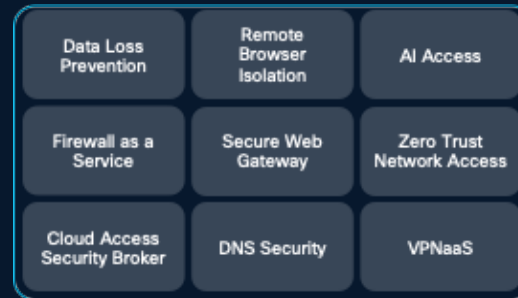 Data Loss
Prevention
Remote
Browser
Isolation
AI Access
Firewall as a
Service
Secure Web
Gateway
Zero Trust
Network Access
Cloud Access
Security Broker
DNS Security
VPNaaS